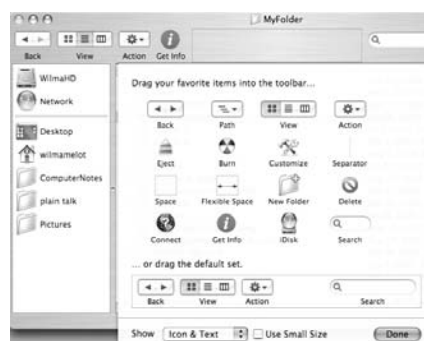 MyFolder
Back View Action Get Info
WilmaHD
Network
Desktop
wilmamelot
ComputerNotes
plain talk
Pictures
Drag your favorite items into the toolbar...
Back Path View Action
Eject Burn Customize Separator
Space Flexible Space New Folder Delete
Connect Get Info iDisk Search
... or drag the default set.
Back View Action Search
Show Icon & Text Use Small Size Done